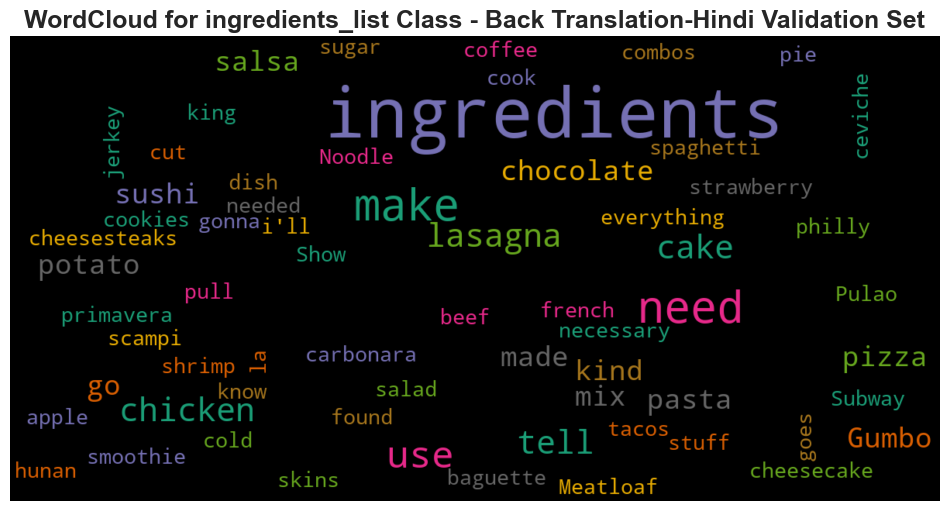 WordCloud for ingredients_list Class - Back Translation-Hindi Validation Set
sugar
coffee
combos
pie
salsa
cook
ingredients
ceviche
jerkey
king
cut
Noodle
spaghetti
chocolate
dish
sushi
strawberry
needed
make
cookies
gonna
i'll
everything
philly
cheesesteaks
lasagna
cake
Show
potato
pull
need
Pulao
primavera
beef
french
necessary
scampi
carbonara
made
pizza
shrimp
la
kind
go
know
salad
mix
pasta
Subway
chicken
apple
found
tacos
goes
cold
use
tell
stuff
Gumbo
smoothie
hunan
skins
baguette
Meatloaf
cheesecake